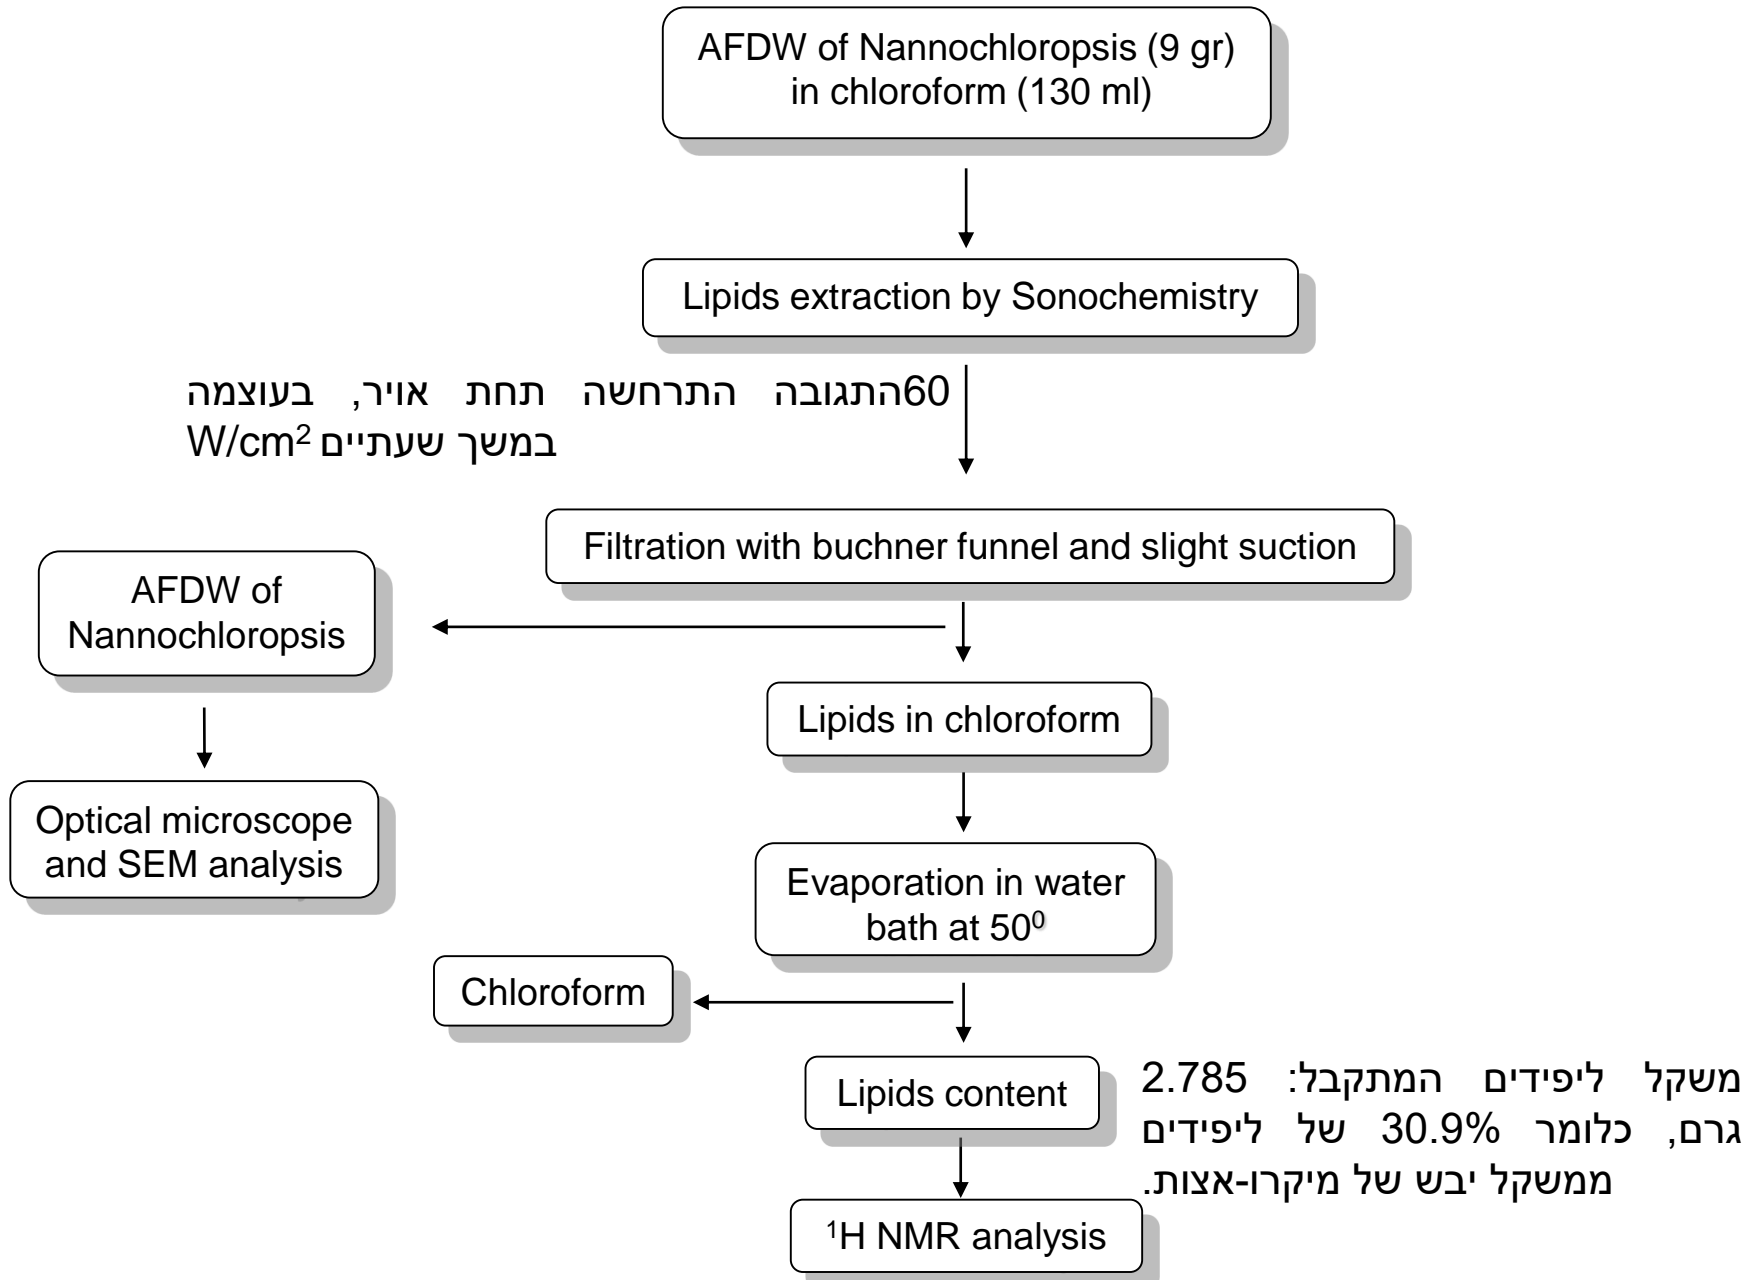 AFDW of Nannochloropsis (9 gr)
in chloroform (130 ml)
Lipids extraction by Sonochemistry
60התגובה התרחשה תחת אויר, בעוצמה
במשך שעתיים W/cm²
Filtration with buchner funnel and slight suction
AFDW of
Nannochloropsis
Lipids in chloroform
Optical microscope
and SEM analysis
Evaporation in water
bath at 50⁰
Chloroform
Lipids content
משקל ליפידים המתקבל: 2.785
גרם, כלומר 30.9% של ליפידים
ממשקל יבש של מיקרו-אצות.
¹H NMR analysis